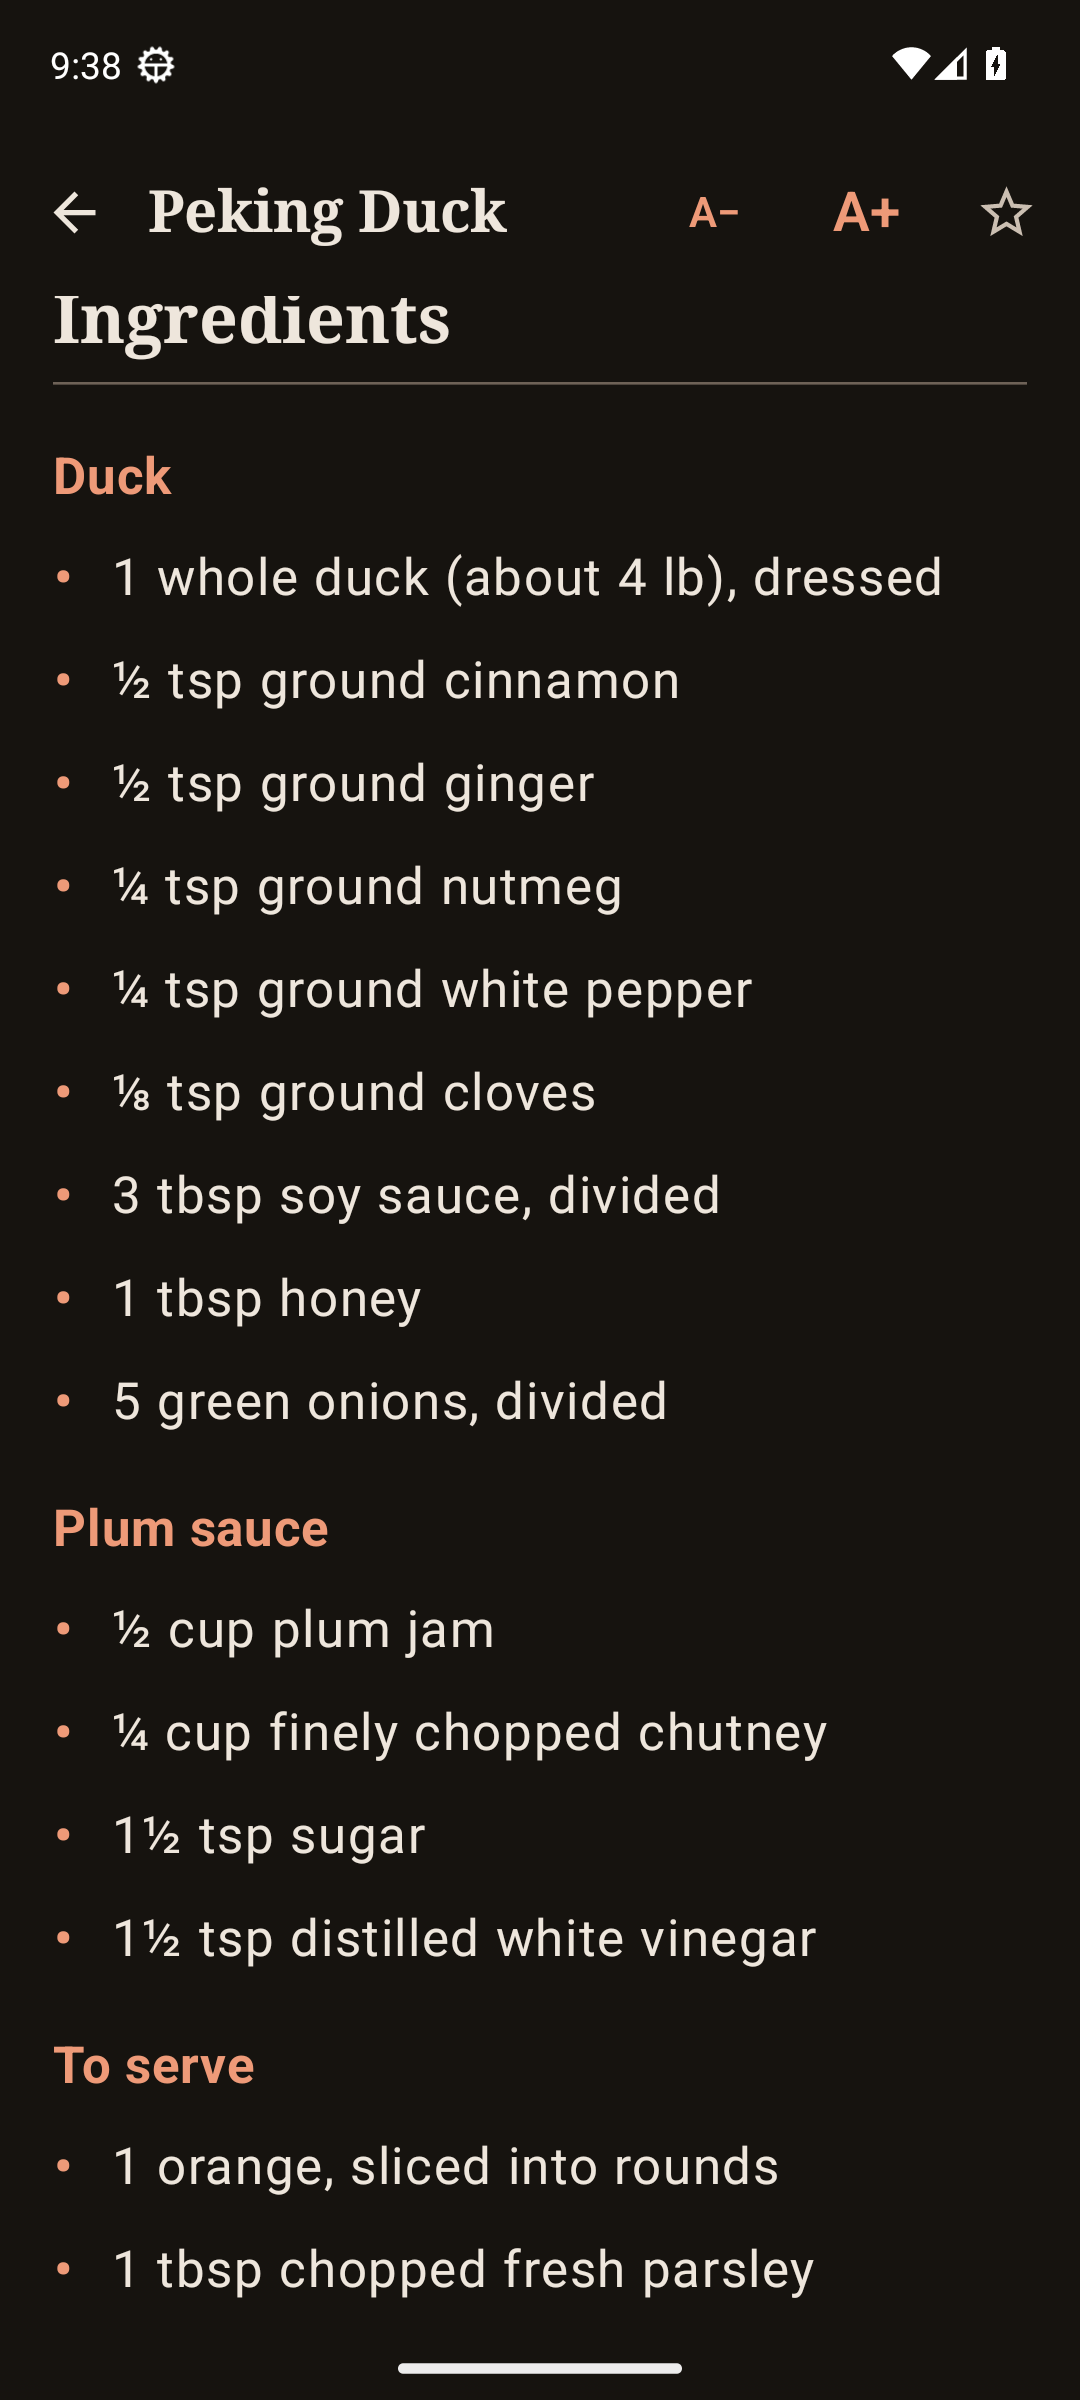 9:38
Peking Duck A− A+
Ingredients
Duck
• 1 whole duck (about 4 lb), dressed
• ½ tsp ground cinnamon
• ½ tsp ground ginger
• ¼ tsp ground nutmeg
• ¼ tsp ground white pepper
• ⅛ tsp ground cloves
• 3 tbsp soy sauce, divided
• 1 tbsp honey
• 5 green onions, divided
Plum sauce
• ½ cup plum jam
• ¼ cup finely chopped chutney
• 1½ tsp sugar
• 1½ tsp distilled white vinegar
To serve
• 1 orange, sliced into rounds
• 1 tbsp chopped fresh parsley